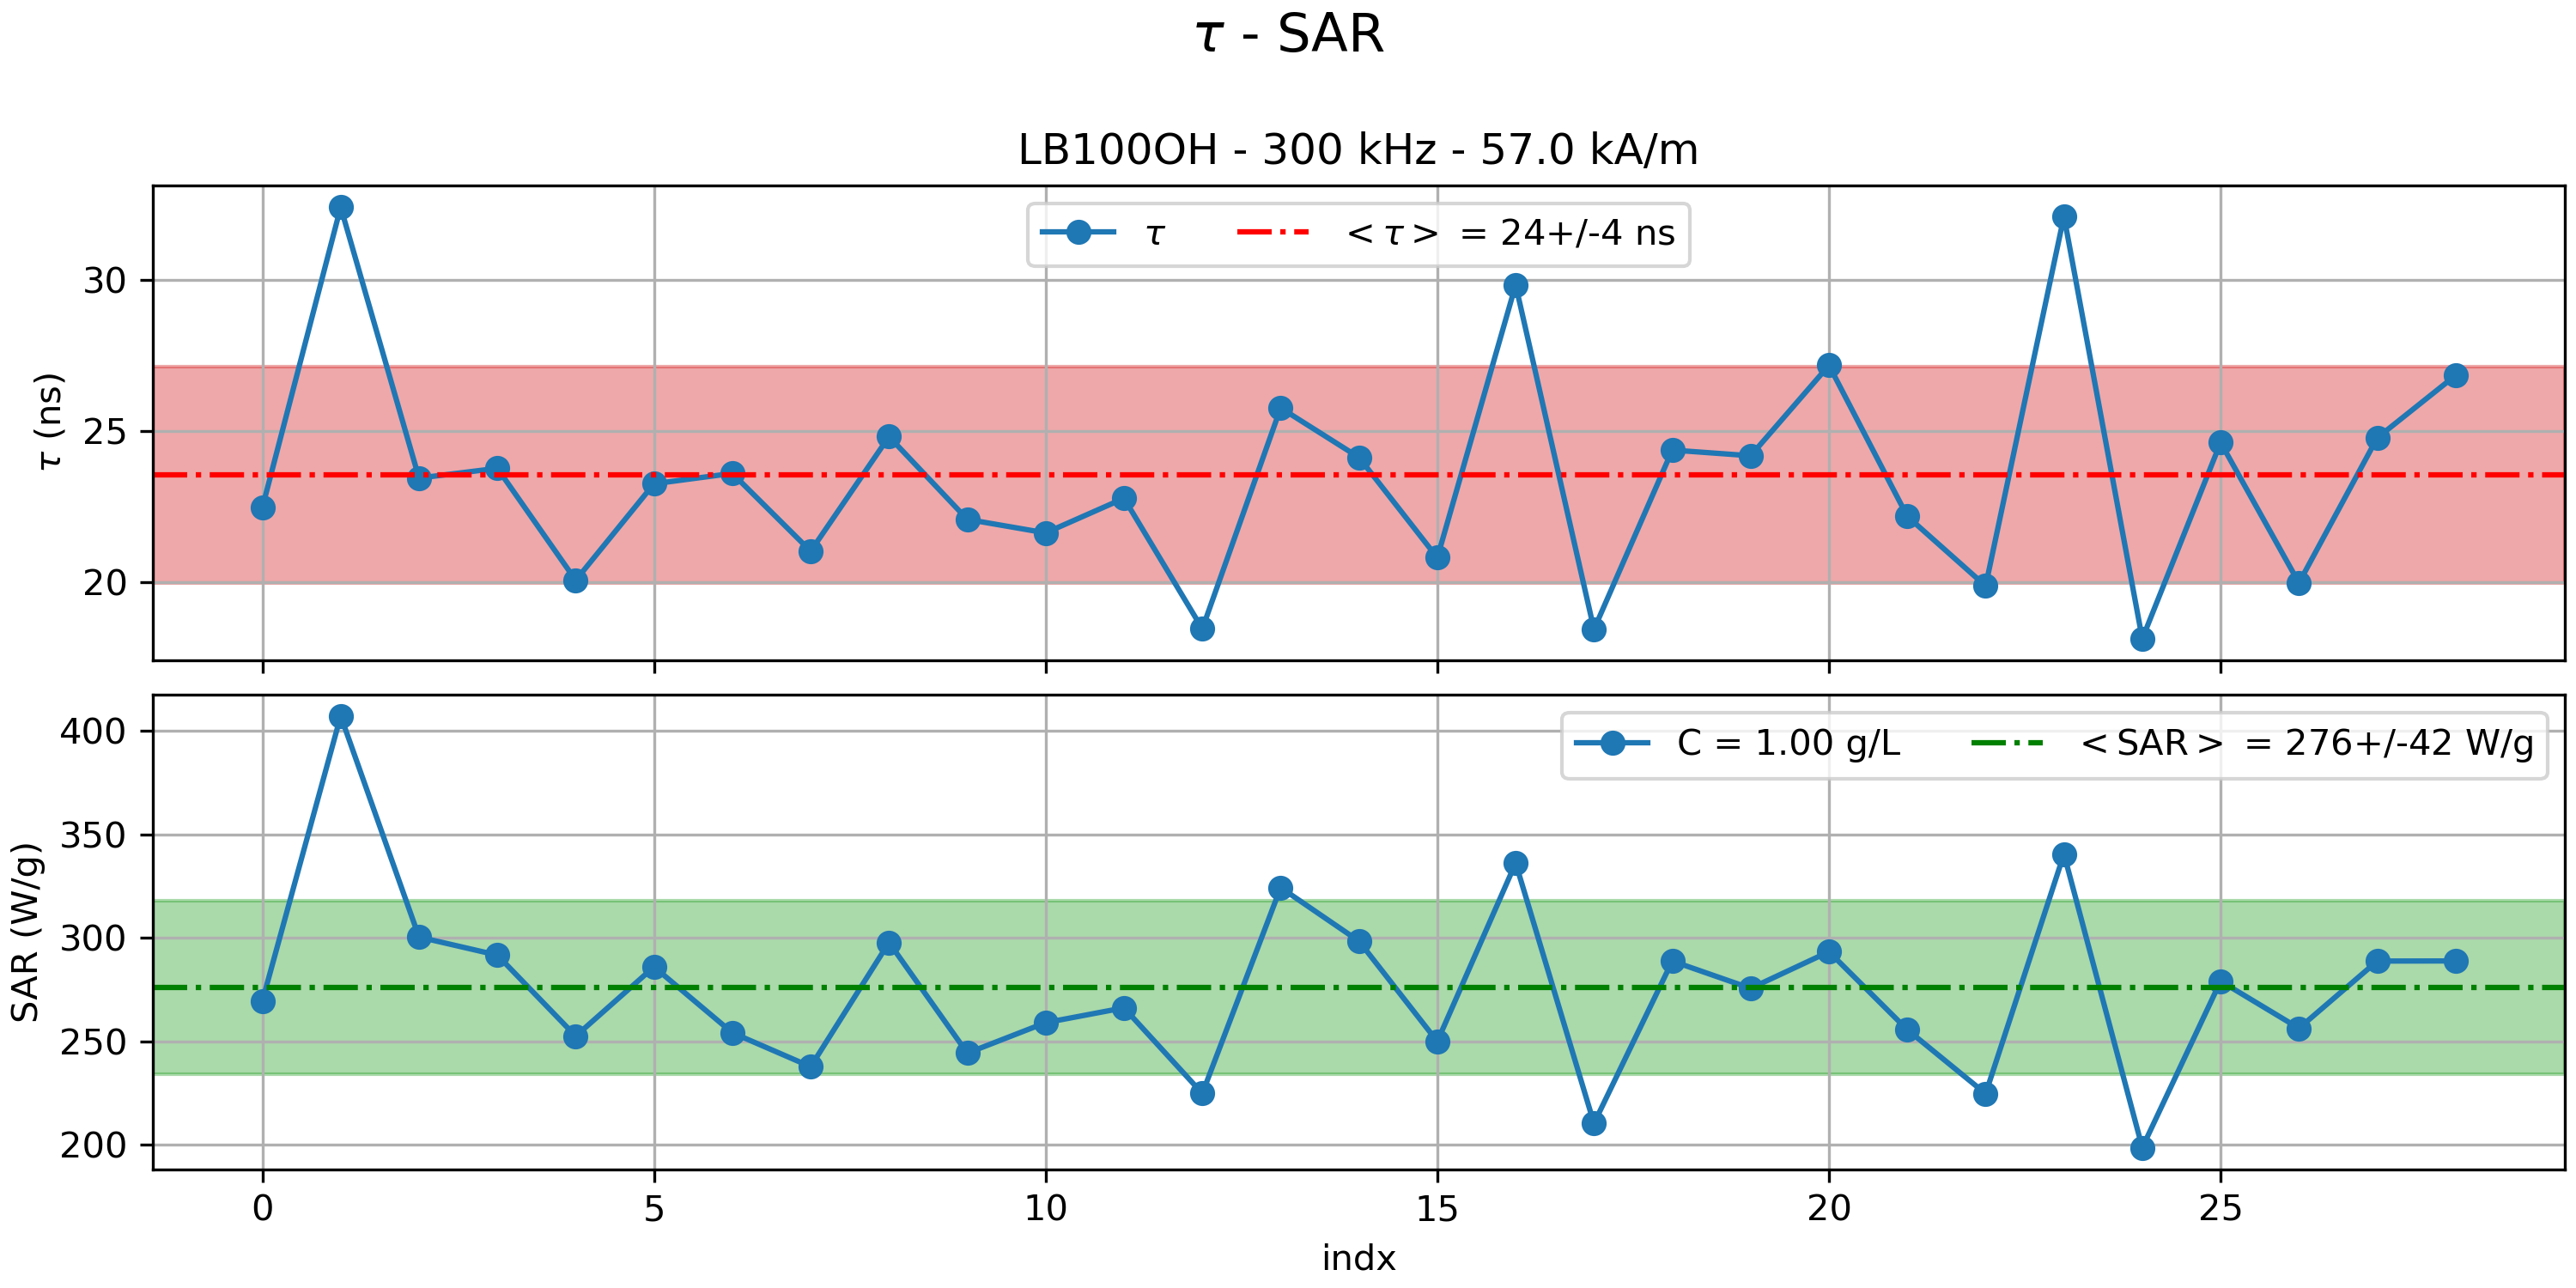 τ - SAR
LB100OH - 300 kHz - 57.0 kA/m
τ
<τ> = 24+/-4 ns
30
25
20
τ (ns)
C = 1.00 g/L
<SAR> = 276+/-42 W/g
400
350
300
250
200
SAR (W/g)
0 5 10 15 20 25
indx